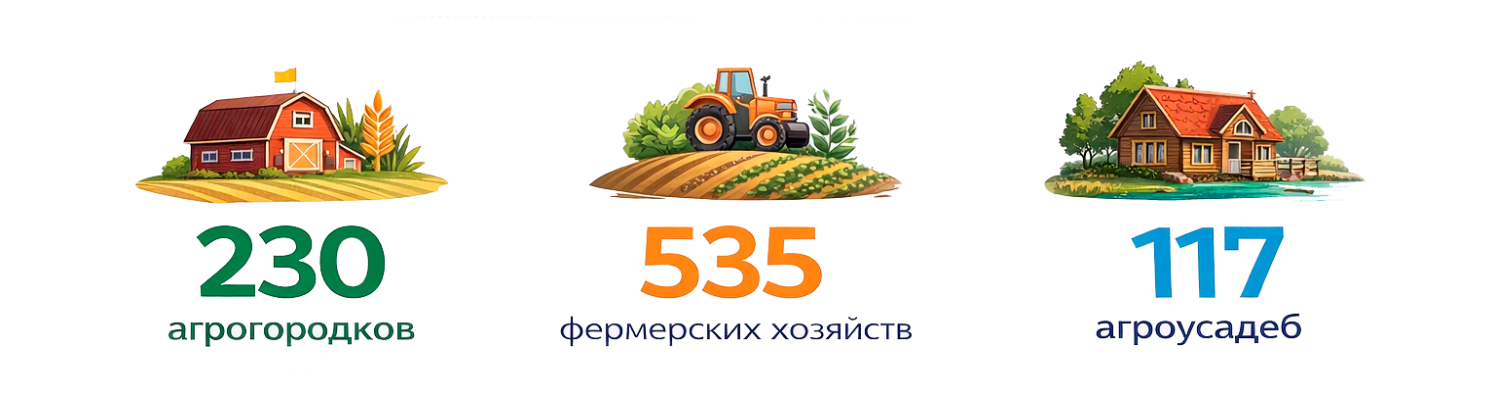 230
агрогородков
535
фермерских хозяйств
117
агроусадеб